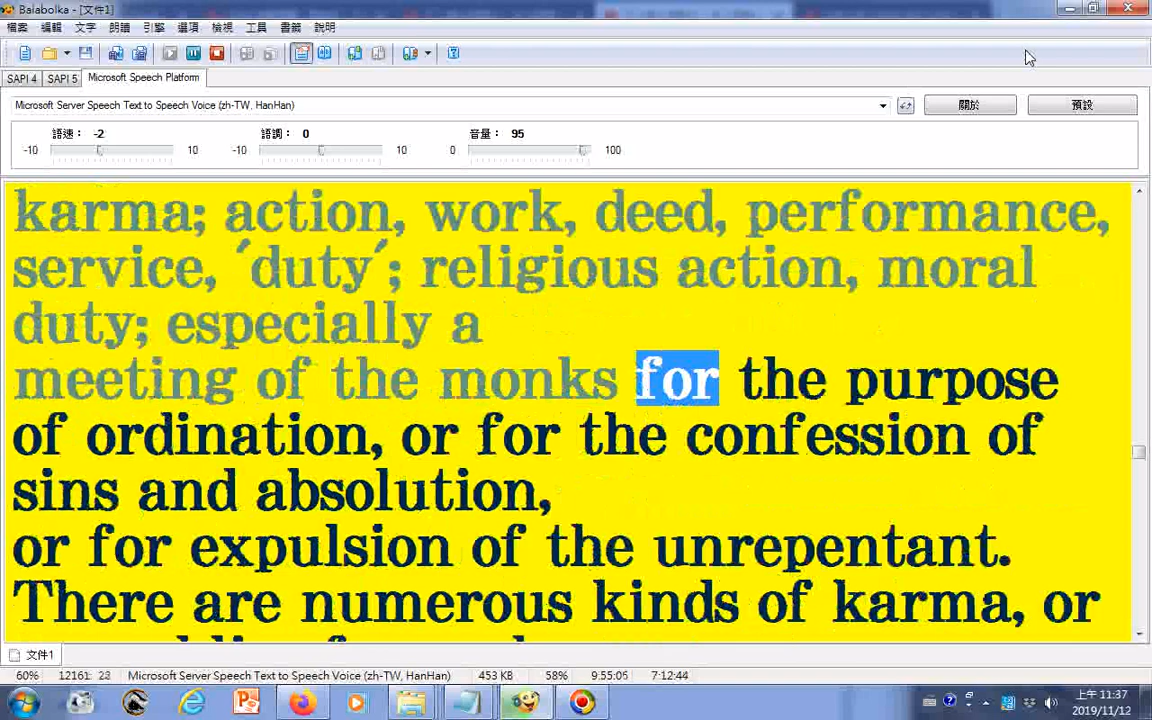 Balabolka - [文件1]
檔案 編輯 文字 朗讀 引擎 選項 檢視 工具 書籤 說明
SAPI 4 SAPI 5 Microsoft Speech Platform
Microsoft Server Speech Text to Speech Voice (zh-TW, HanHan) 關於 預設
語速： -2 語調： 0 音量： 95
-10 10 -10 10 0 100
karma; action, work, deed, performance,
service, ´duty´; religious action, moral
duty; especially a
meeting of the monks for the purpose
of ordination, or for the confession of
sins and absolution,
or for expulsion of the unrepentant.
There are numerous kinds of karma, or
文件1
60% 12161: 23 Microsoft Server Speech Text to Speech Voice (zh-TW, HanHan) 453 KB 58% 9:55:05 7:12:44
上午 11:37
2019/11/12